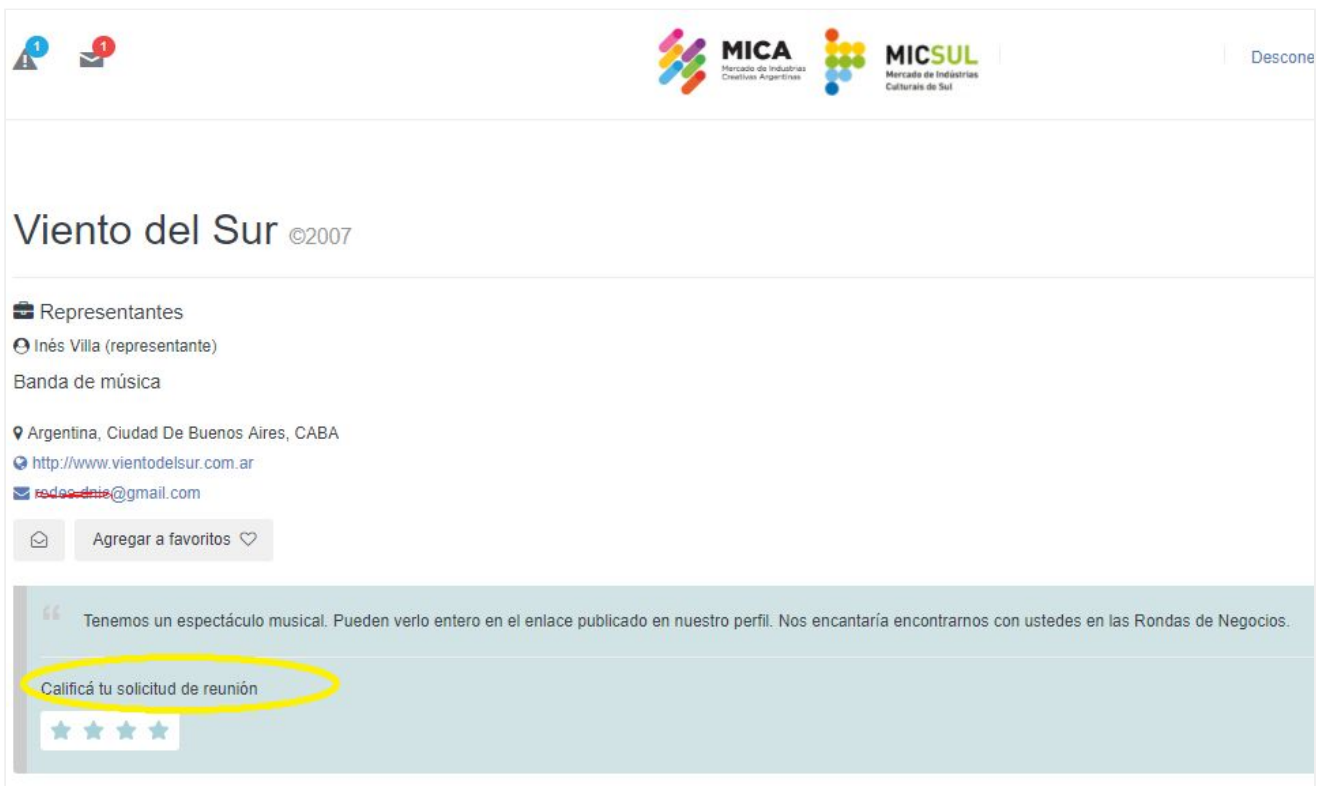 1
1
MICA
Mercado de Industrias
Creativas Argentinas
MICSUL
Mercado de Indústrias
Culturais do Sul
Descone
Viento del Sur ©2007
Representantes
Inés Villa (representante)
Banda de música
Argentina, Ciudad De Buenos Aires, CABA
http://www.vientodelsur.com.ar
@gmail.com
Agregar a favoritos
“ Tenemos un espectáculo musical. Pueden verlo entero en el enlace publicado en nuestro perfil. Nos encantaría encontrarnos con ustedes en las Rondas de Negocios.
Calificá tu solicitud de reunión